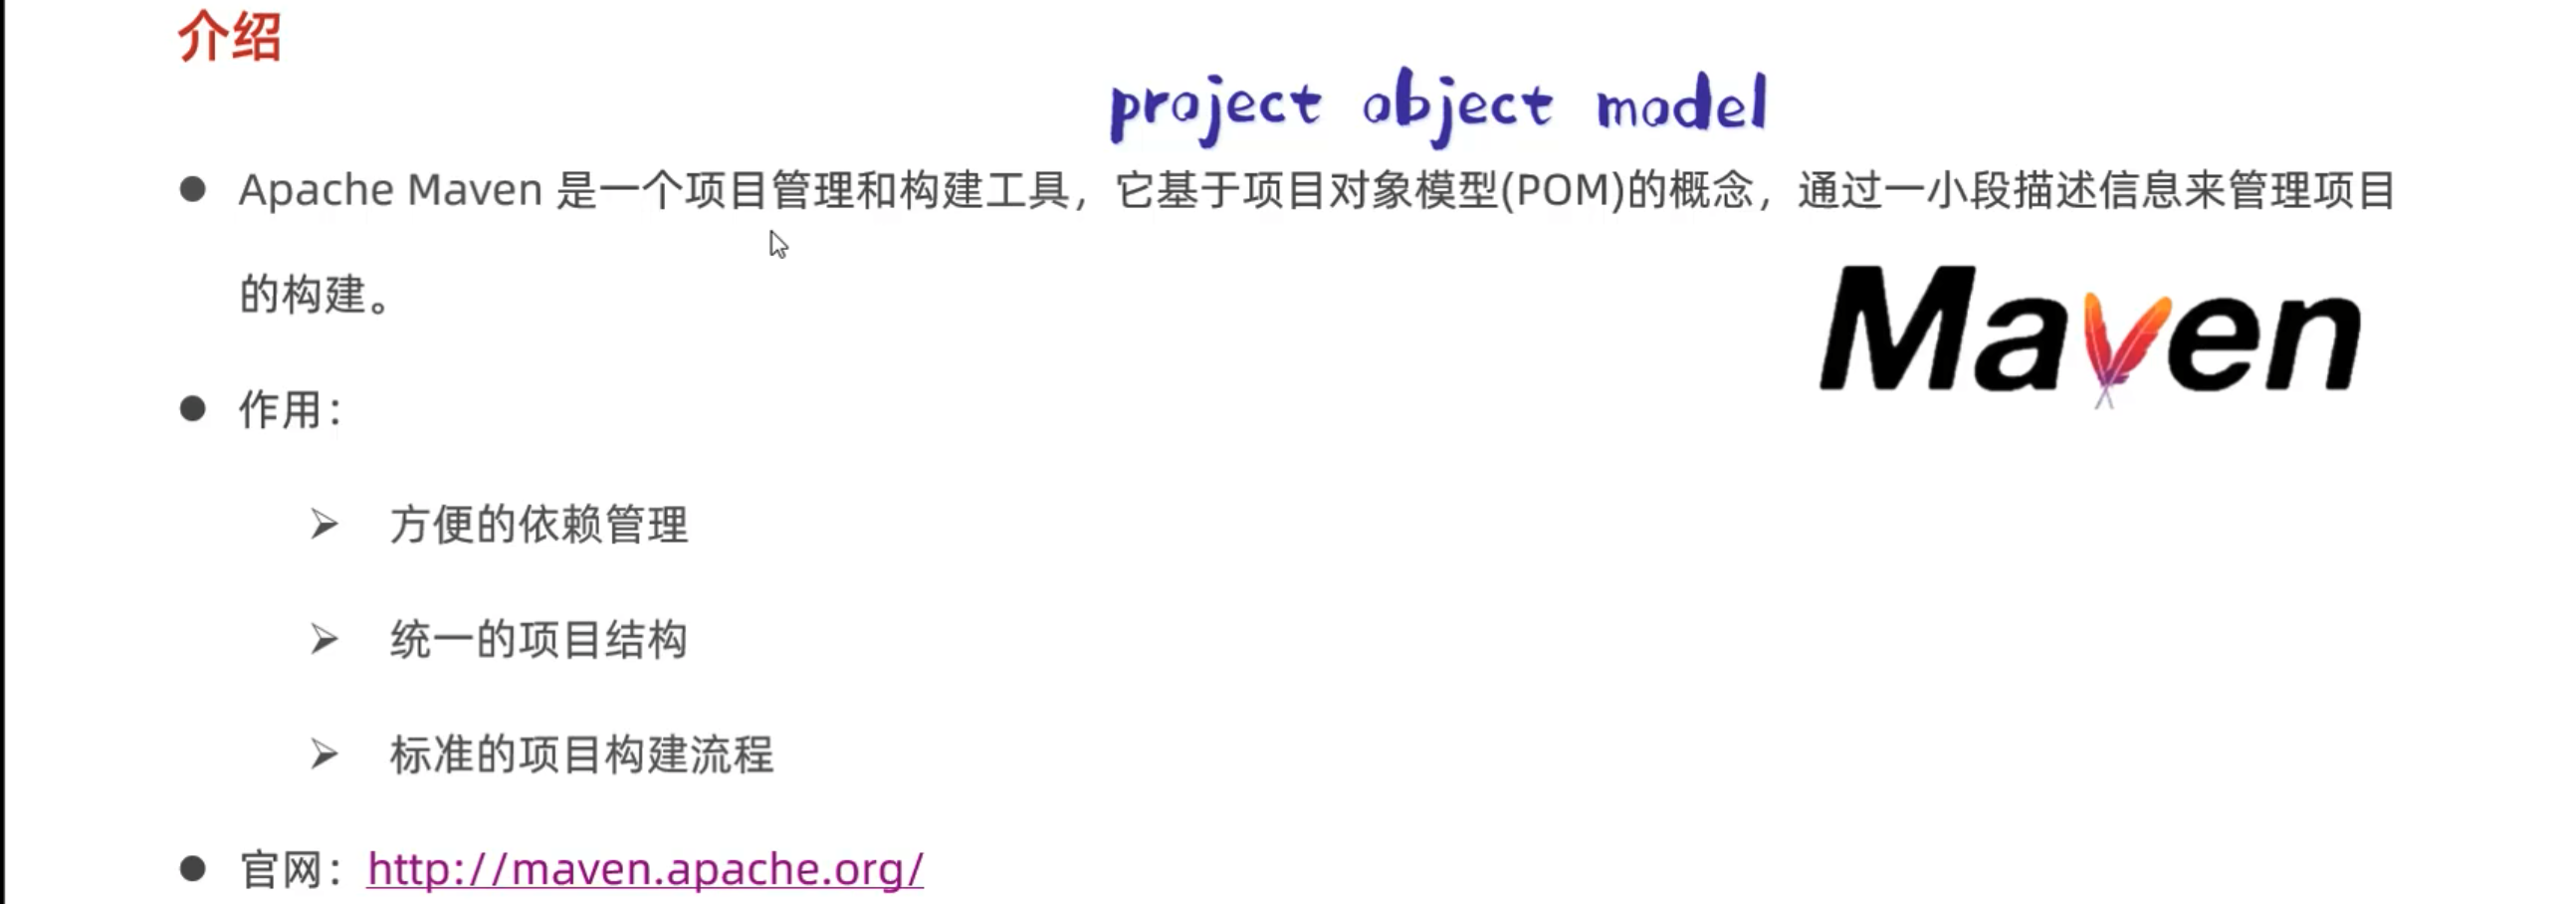 介绍
project object model
● Apache Maven 是一个项目管理和构建工具，它基于项目对象模型(POM)的概念，通过一小段描述信息来管理项目
的构建。
Maven
● 作用：
➢ 方便的依赖管理
➢ 统一的项目结构
➢ 标准的项目构建流程
● 官网：http://maven.apache.org/